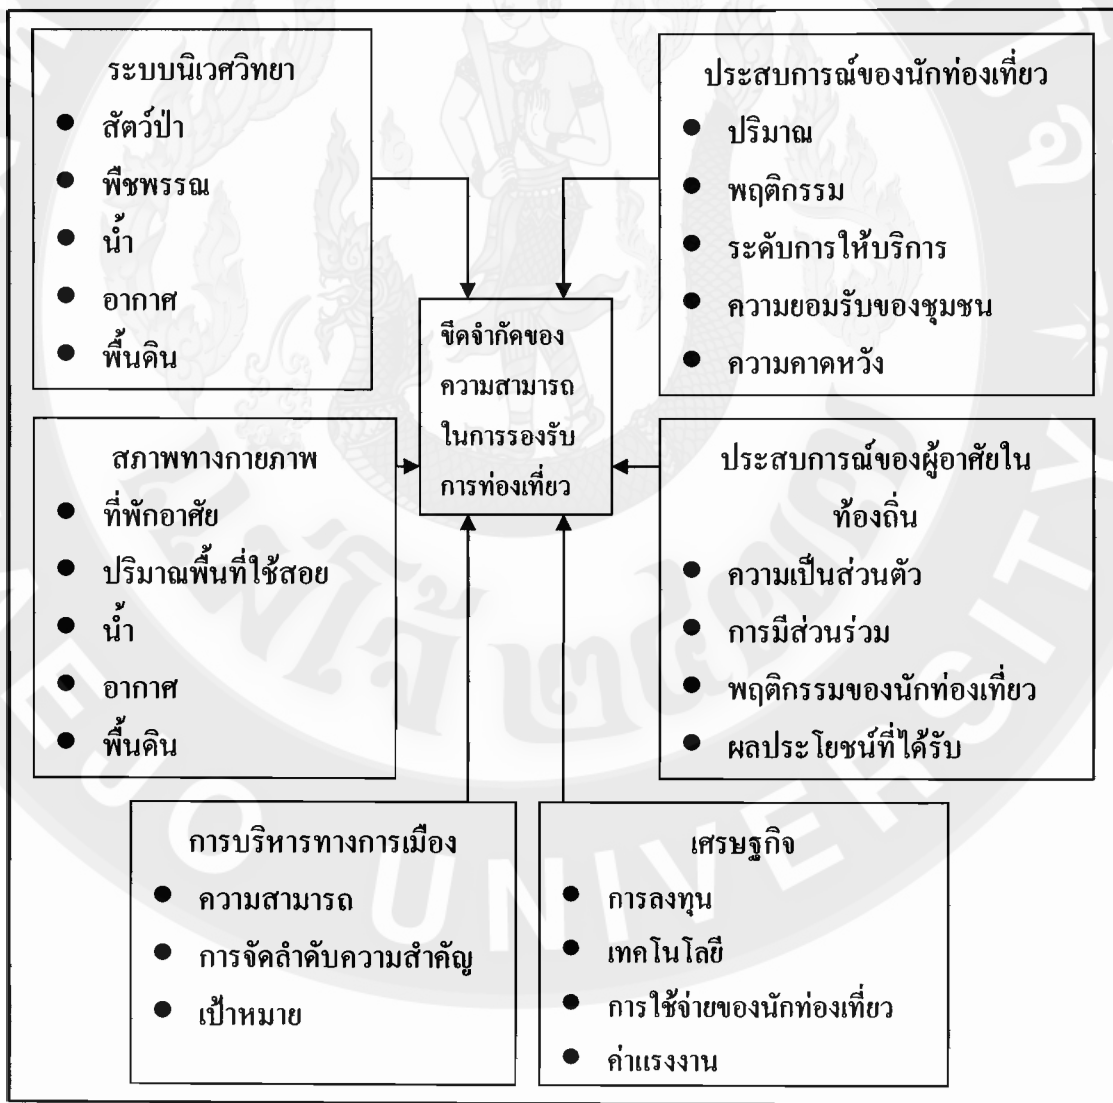 ระบบนิเวศวิทยา
● สัตว์ป่า
● พืชพรรณ
● น้ำ
● อากาศ
● พื้นดิน
ประสบการณ์ของนักท่องเที่ยว
● ปริมาณ
● พฤติกรรม
● ระดับการให้บริการ
● ความยอมรับของชุมชน
● ความคาดหวัง
ขีดจำกัดของ
ความสามารถ
ในการรองรับ
การท่องเที่ยว
สภาพทางกายภาพ
● ที่พักอาศัย
● ปริมาณพื้นที่ใช้สอย
● น้ำ
● อากาศ
● พื้นดิน
ประสบการณ์ของผู้อาศัยใน
ท้องถิ่น
● ความเป็นส่วนตัว
● การมีส่วนร่วม
● พฤติกรรมของนักท่องเที่ยว
● ผลประโยชน์ที่ได้รับ
การบริหารทางการเมือง
● ความสามารถ
● การจัดลำดับความสำคัญ
● เป้าหมาย
เศรษฐกิจ
● การลงทุน
● เทคโนโลยี
● การใช้จ่ายของนักท่องเที่ยว
● ค่าแรงงาน
แม่โจ้ ๒๔๗๗
UNIVERSITY